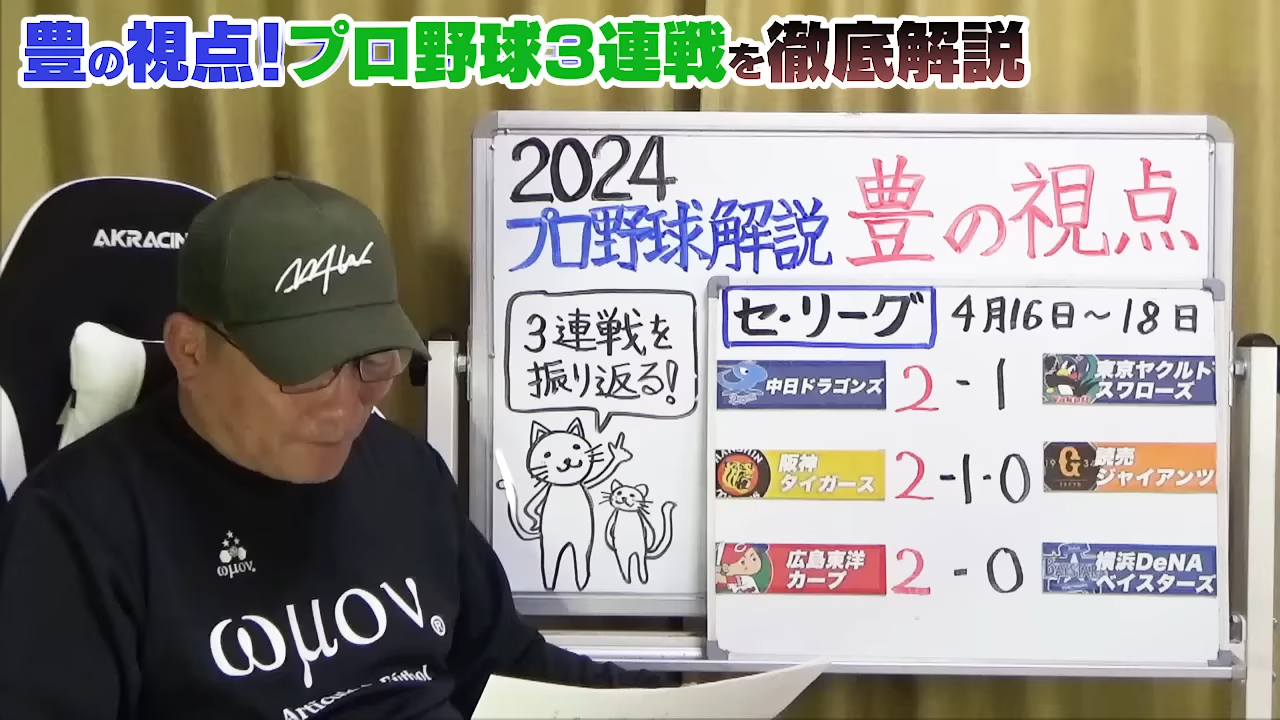 豊の視点!プロ野球3連戦を徹底解説
AKRACIN
2024
プロ野球解説 豊の視点
3連戦を
振り返る!
セ・リーグ 4月16日～18日
中日ドラゴンズ 2-1 東京ヤクルト
スワローズ
阪神
タイガース 2-1・0 読売
ジャイアンツ
広島東洋
カープ 2-0 横浜DeNA
ベイスターズ
ωμον.
ωμον.®